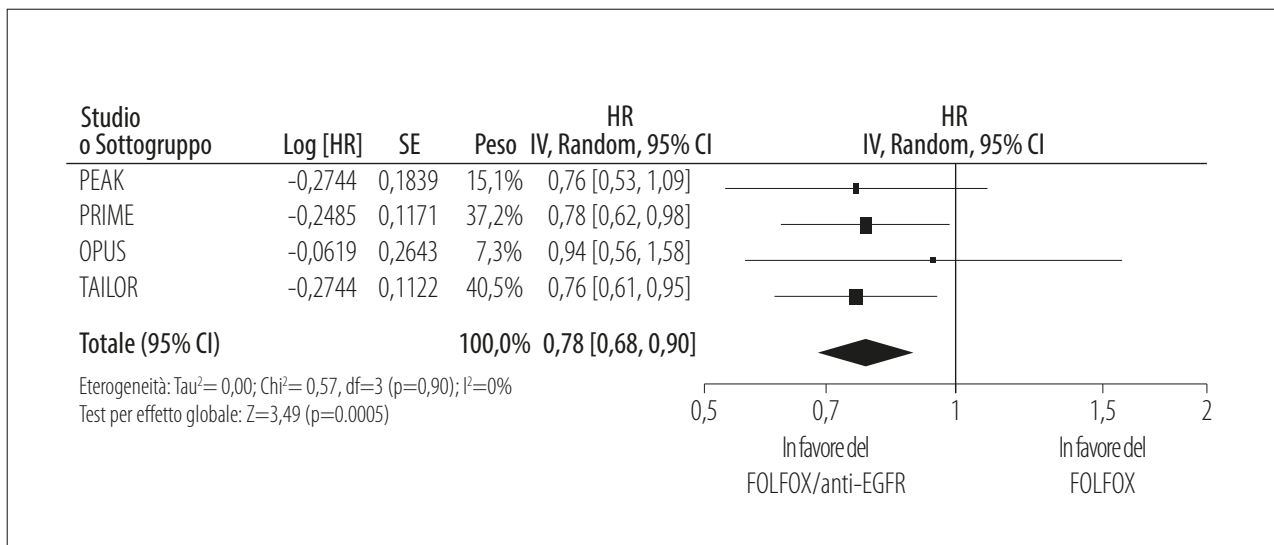 Studio
o Sottogruppo Log [HR] SE Peso HR
IV, Random, 95% CI HR
IV, Random, 95% CI
PEAK -0,2744 0,1839 15,1% 0,76 [0,53, 1,09]
PRIME -0,2485 0,1171 37,2% 0,78 [0,62, 0,98]
OPUS -0,0619 0,2643 7,3% 0,94 [0,56, 1,58]
TAILOR -0,2744 0,1122 40,5% 0,76 [0,61, 0,95]
Totale (95% CI) 100,0% 0,78 [0,68, 0,90]
Eterogeneità: Tau²= 0,00; Chi²= 0,57, df=3 (p=0,90); I²=0%
Test per effetto globale: Z=3,49 (p=0.0005)
0,5 0,7 1 1,5 2
In favore del In favore del
FOLFOX/anti-EGFR FOLFOX